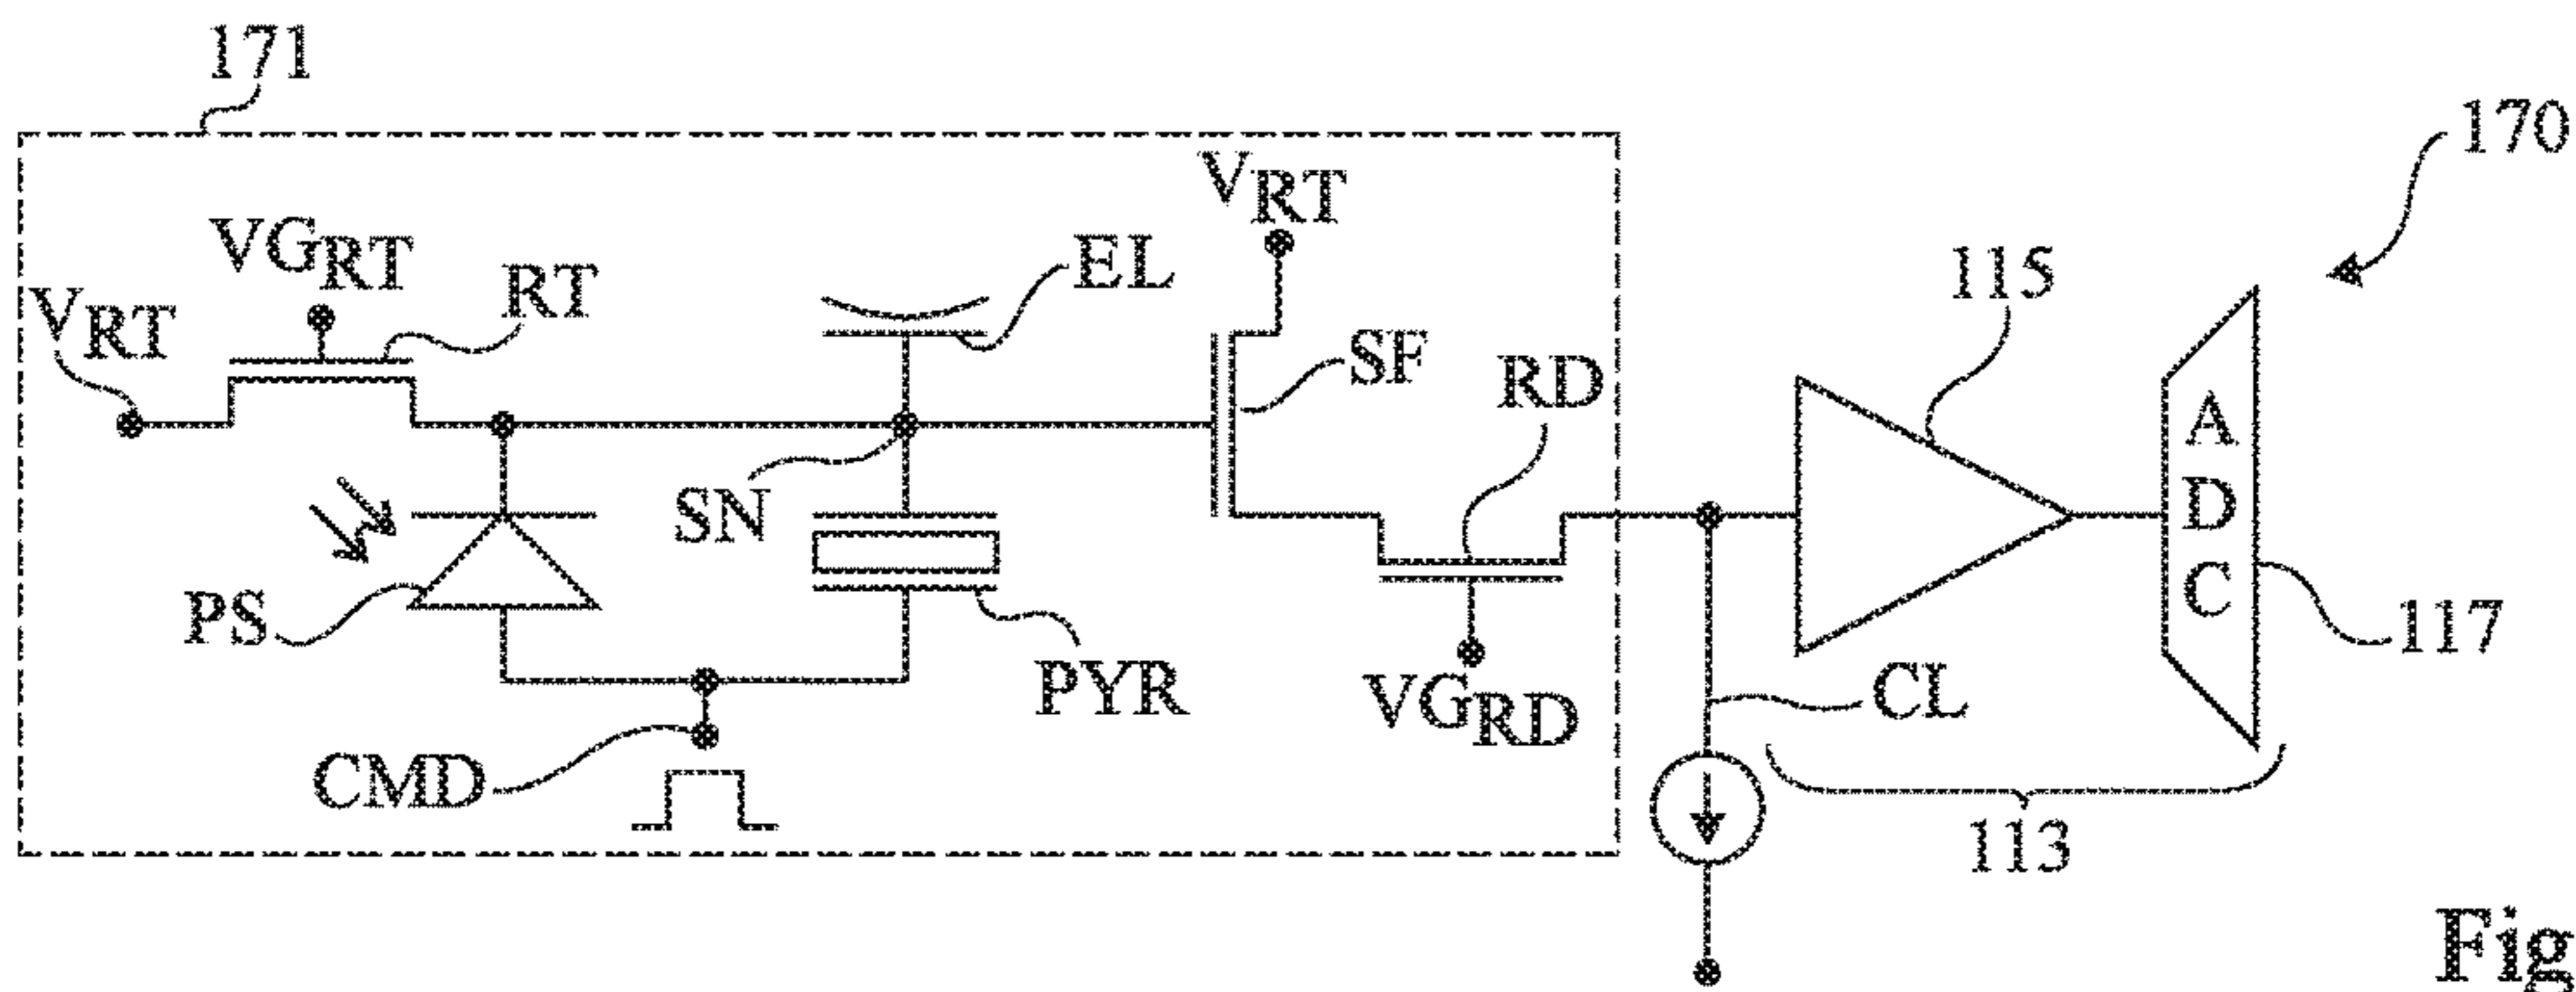 171
170
VRT
VGRT
RT
VRT
EL
115
SF
RD
ADC
SN
PS
117
PYR
VGRD
CL
CMD
113
Fig